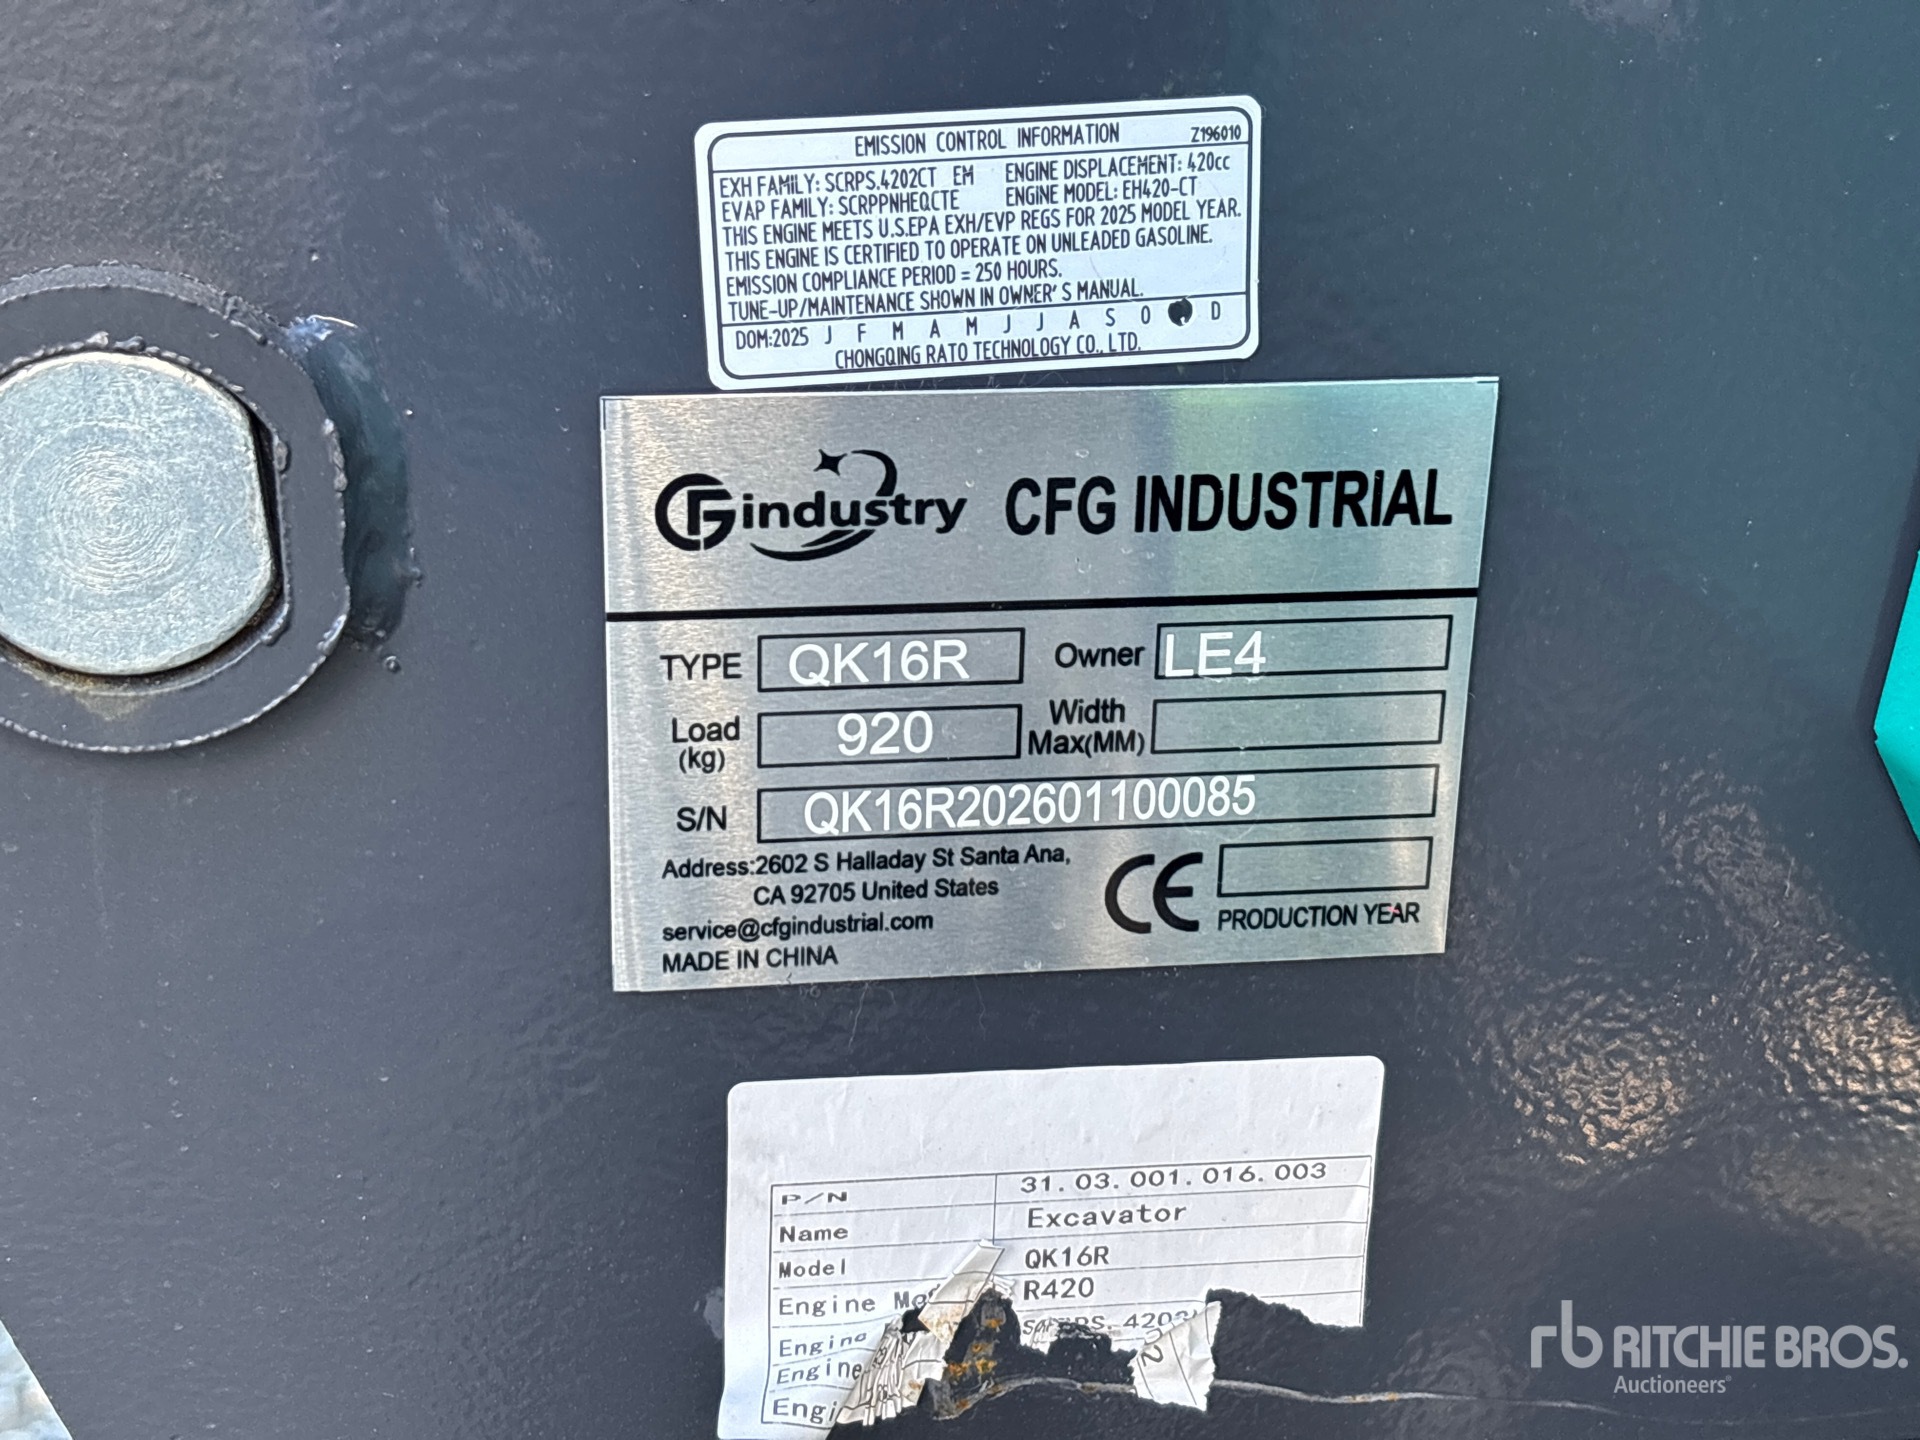 EMISSION CONTROL INFORMATION Z196010
EXH FAMILY: SCRPS.4202CT EM ENGINE DISPLACEMENT: 420cc
EVAP FAMILY: SCRPPNHEQCTE ENGINE MODEL: EH420-CT
THIS ENGINE MEETS U.S.EPA EXH/EVP REGS FOR 2025 MODEL YEAR.
THIS ENGINE IS CERTIFIED TO OPERATE ON UNLEADED GASOLINE.
EMISSION COMPLIANCE PERIOD = 250 HOURS.
TUNE-UP/MAINTENANCE SHOWN IN OWNER'S MANUAL.
DOM:2025 J F M A M J J A S O D
CHONGQING RATO TECHNOLOGY CO., LTD.
CFGindustry CFG INDUSTRIAL
TYPE QK16R Owner LE4
Load (kg) 920 Width Max(MM)
S/N QK16R202601100085
Address:2602 S Halladay St Santa Ana,
CA 92705 United States
service@cfgindustrial.com
MADE IN CHINA
CE PRODUCTION YEAR
P/N 31.03.001.016.003
Name Excavator
Model QK16R
Engine R420
Engine
Engine
rb RITCHIE BROS.
Auctioneers